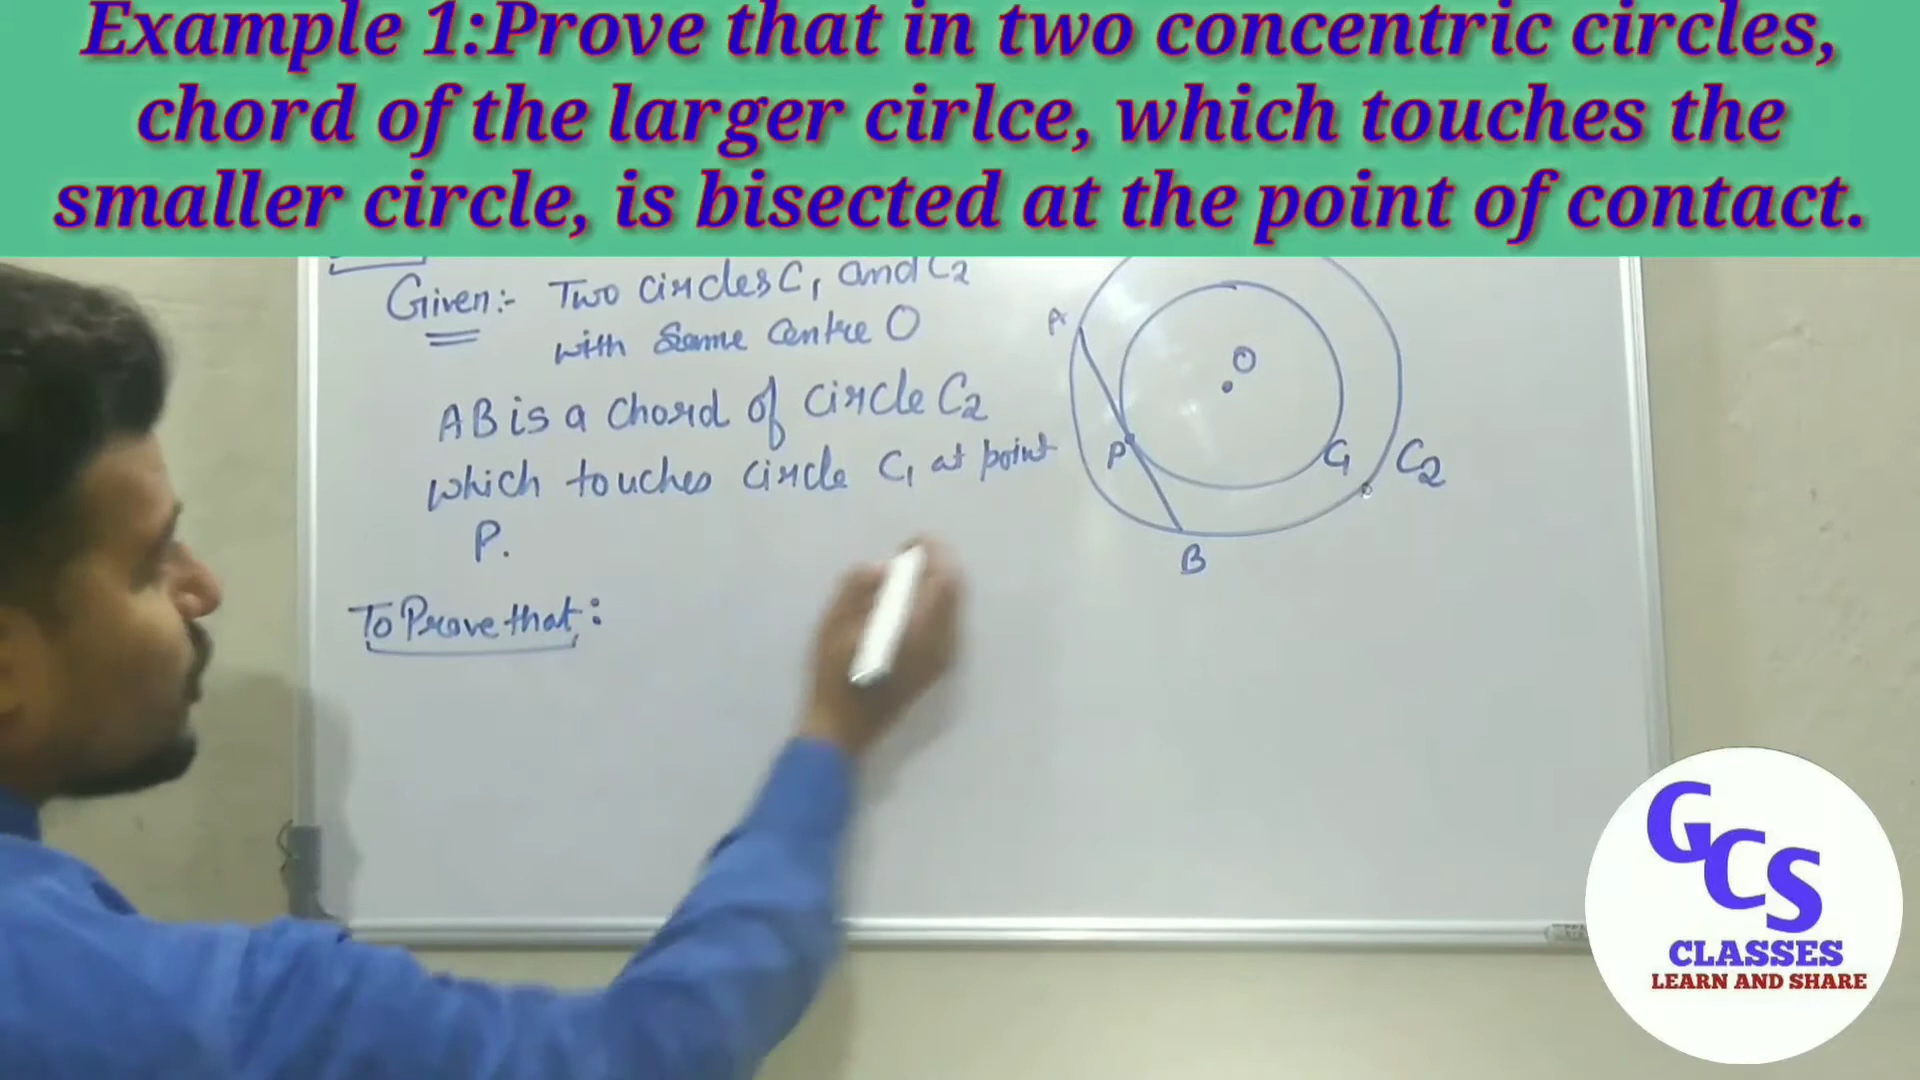 Example 1:Prove that in two concentric circles,
chord of the larger cirlce, which touches the
smaller circle, is bisected at the point of contact.
Given:- Two circles C1 and C2
with Same Centre O
AB is a Chord of circle C2
which touches circle C1 at point
P.
To Prove that:
A
O
P
C1
C2
B
GCS
CLASSES
LEARN AND SHARE